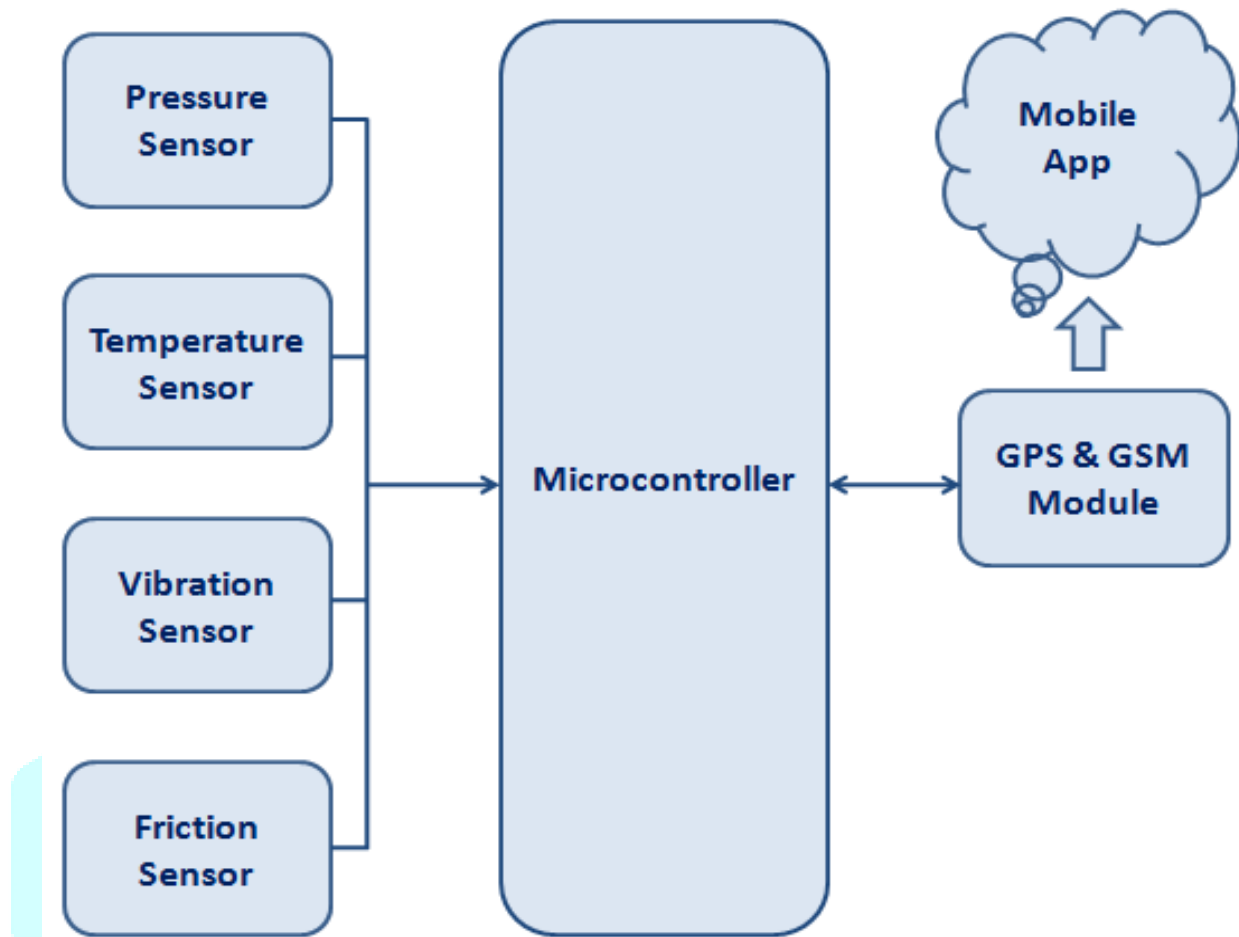 Pressure
Sensor
Temperature
Sensor
Vibration
Sensor
Friction
Sensor
Microcontroller
Mobile
App
GPS & GSM
Module